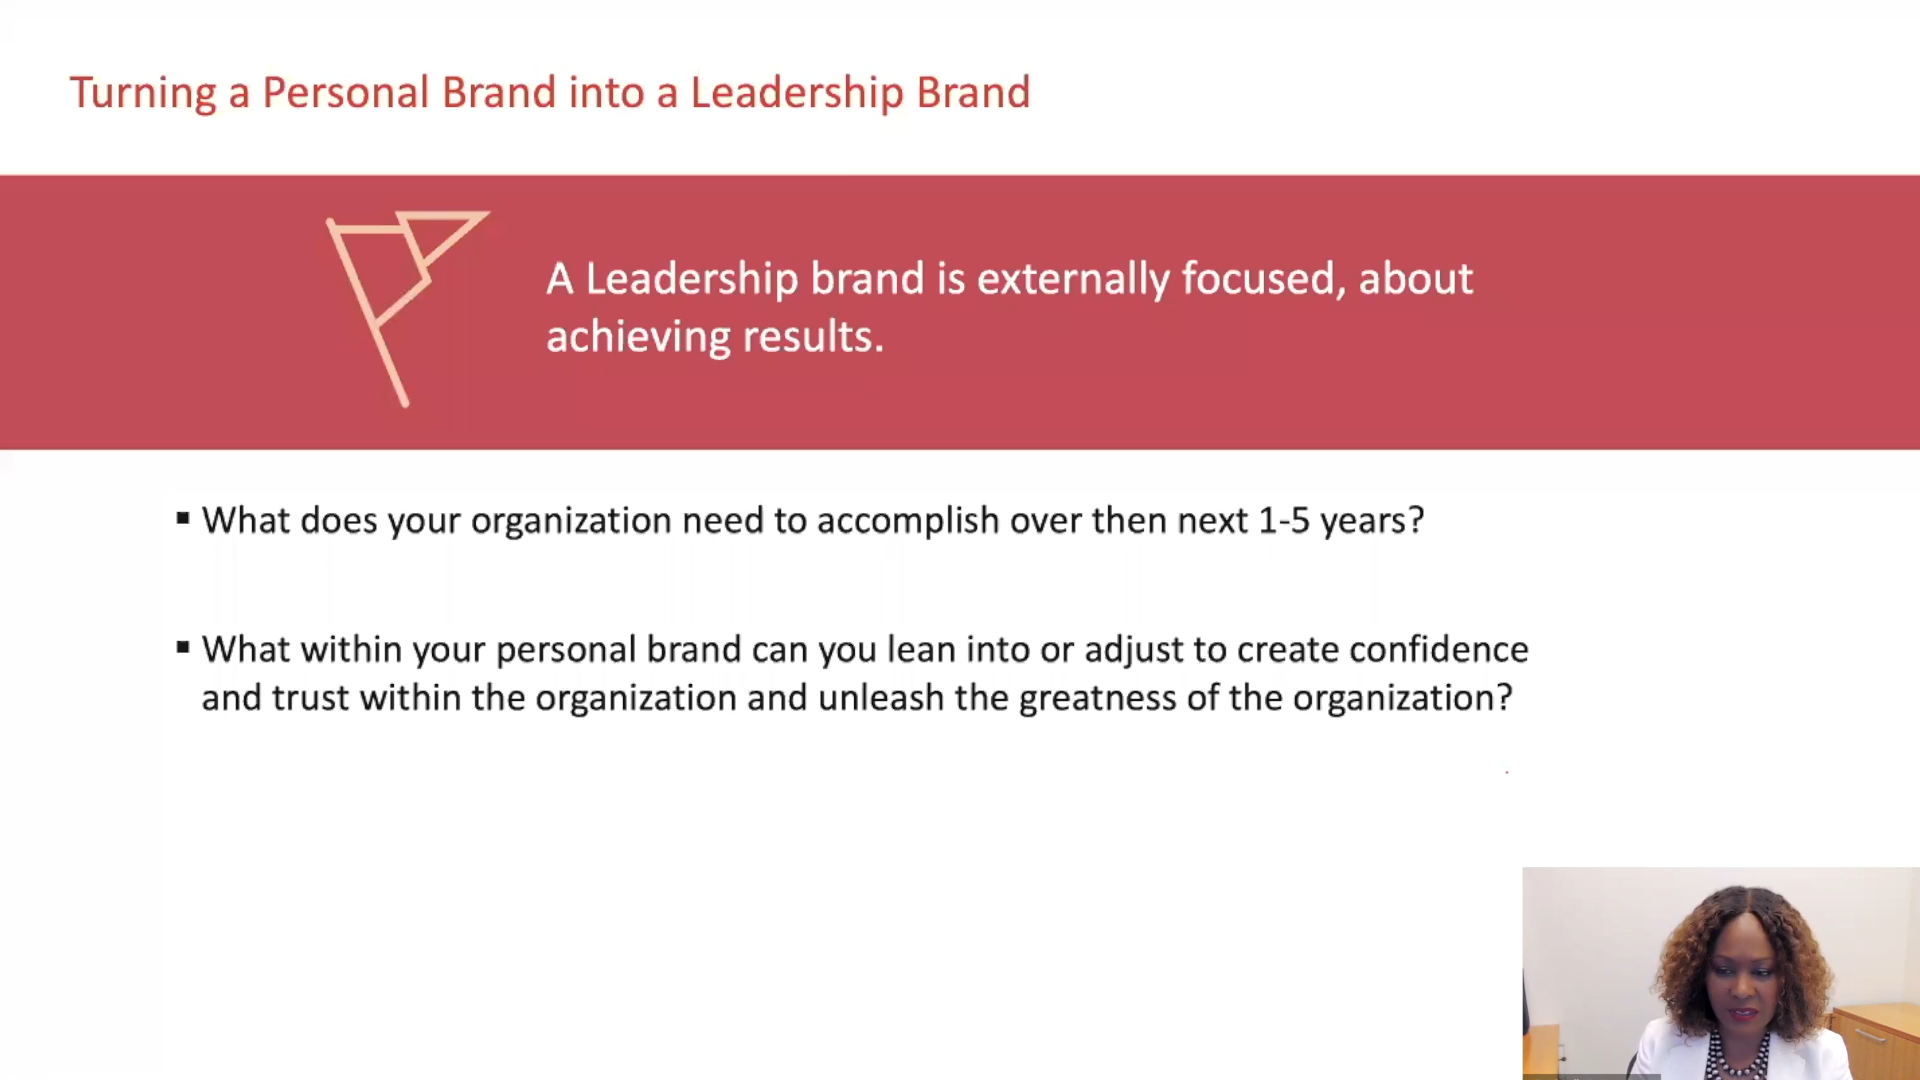 Turning a Personal Brand into a Leadership Brand
A Leadership brand is externally focused, about
achieving results.
▪ What does your organization need to accomplish over then next 1-5 years?
▪ What within your personal brand can you lean into or adjust to create confidence
and trust within the organization and unleash the greatness of the organization?